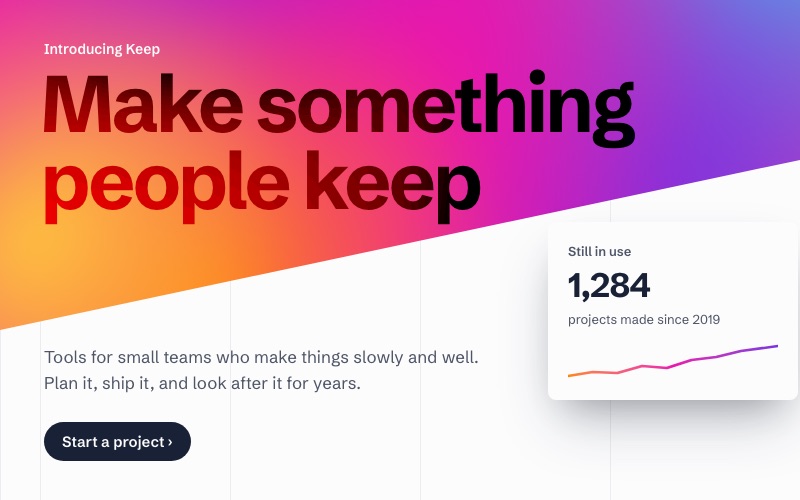 Introducing Keep
Make something
people keep
Still in use
1,284
projects made since 2019
Tools for small teams who make things slowly and well.
Plan it, ship it, and look after it for years.
Start a project ›